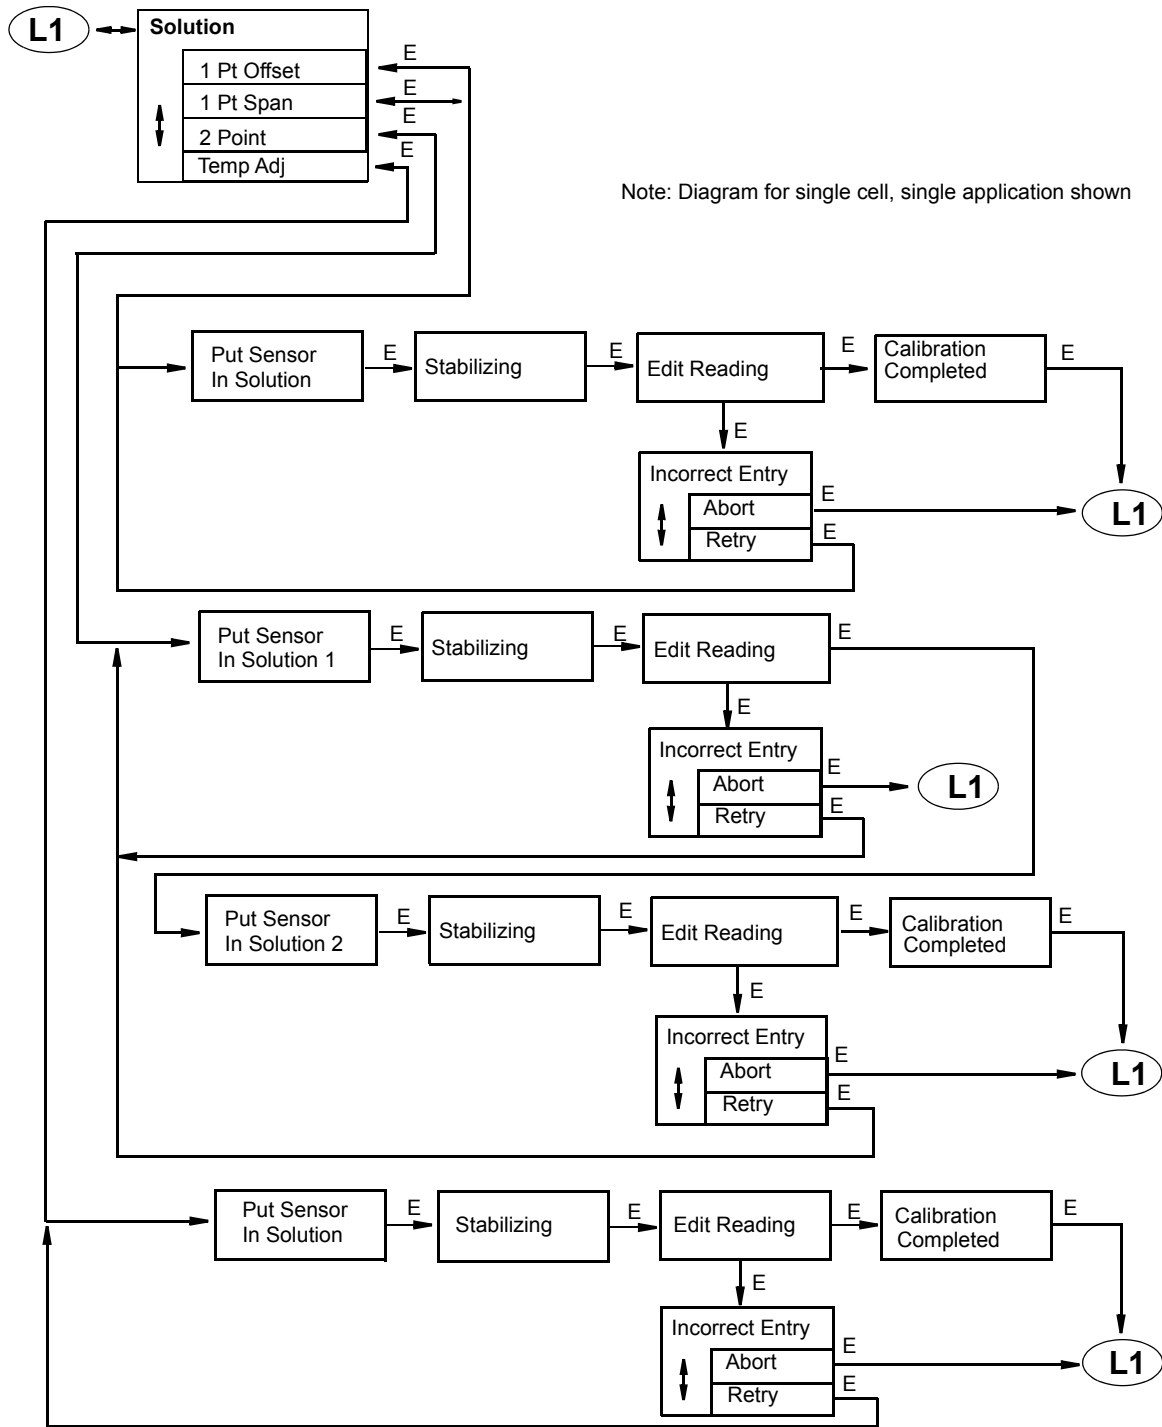 L1
Solution
E
1 Pt Offset
E
1 Pt Span
E
2 Point
E
Temp Adj
Note: Diagram for single cell, single application shown
Put Sensor
In Solution
E
Stabilizing
E
Edit Reading
E
Calibration
Completed
E
E
Incorrect Entry
Abort
E
Retry
E
L1
Put Sensor
In Solution 1
E
Stabilizing
E
Edit Reading
E
E
Incorrect Entry
Abort
E
Retry
E
L1
Put Sensor
In Solution 2
E
Stabilizing
E
Edit Reading
E
Calibration
Completed
E
E
Incorrect Entry
Abort
E
Retry
E
L1
Put Sensor
In Solution
E
Stabilizing
E
Edit Reading
E
Calibration
Completed
E
E
Incorrect Entry
Abort
E
Retry
E
L1